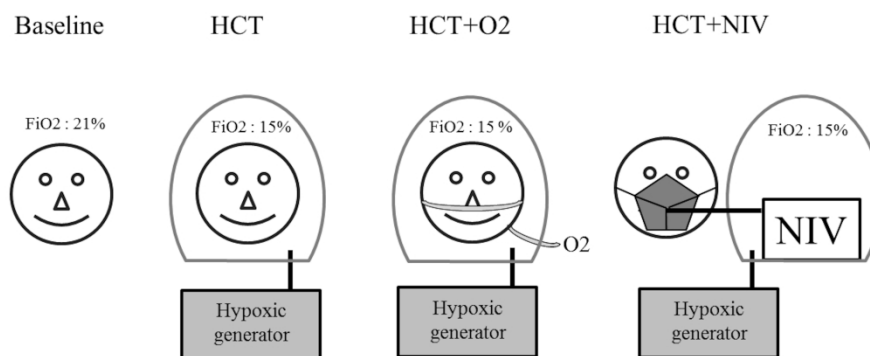 Baseline
HCT
HCT+O2
HCT+NIV
FiO2 : 21%
FiO2 : 15%
FiO2 : 15 %
FiO2 : 15%
O2
NIV
Hypoxic
generator
Hypoxic
generator
Hypoxic
generator